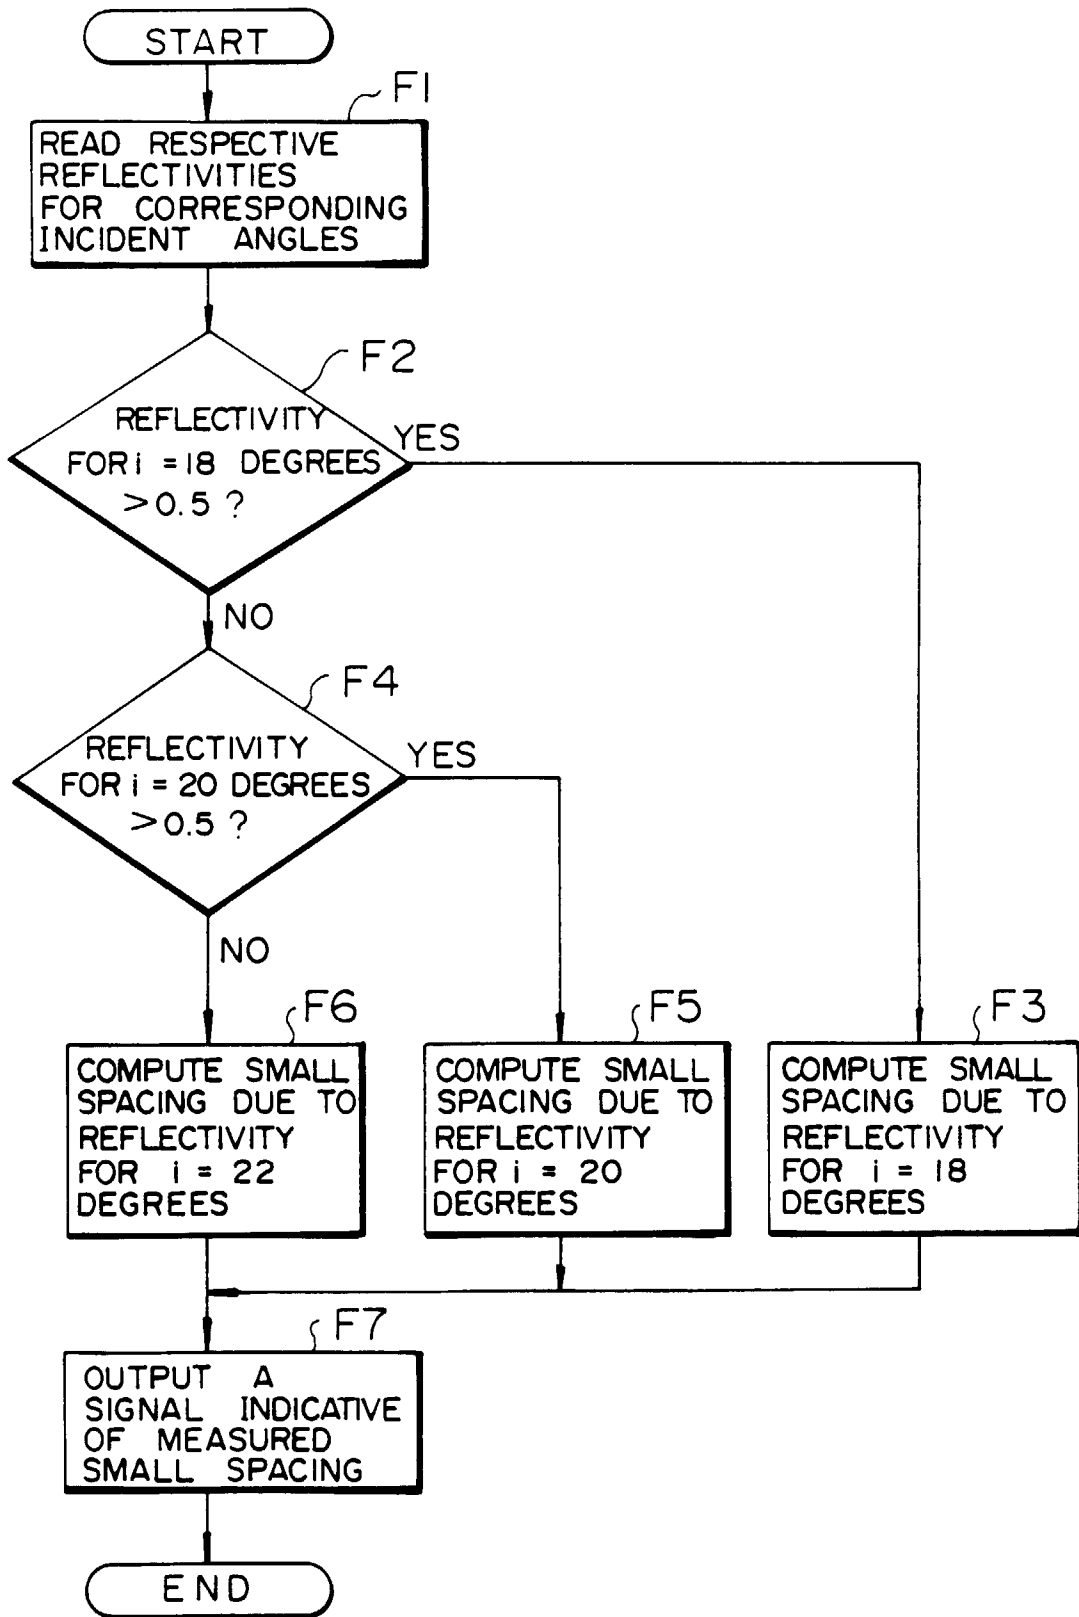 START
F1
READ RESPECTIVE
REFLECTIVITIES
FOR CORRESPONDING
INCIDENT ANGLES
F2
REFLECTIVITY
FOR i = 18 DEGREES
> 0.5 ?
YES
NO
F4
REFLECTIVITY
FOR i = 20 DEGREES
> 0.5 ?
YES
NO
F6
COMPUTE SMALL
SPACING DUE TO
REFLECTIVITY
FOR i = 22
DEGREES
F5
COMPUTE SMALL
SPACING DUE TO
REFLECTIVITY
FOR i = 20
DEGREES
F3
COMPUTE SMALL
SPACING DUE TO
REFLECTIVITY
FOR i = 18
DEGREES
F7
OUTPUT A
SIGNAL INDICATIVE
OF MEASURED
SMALL SPACING
END